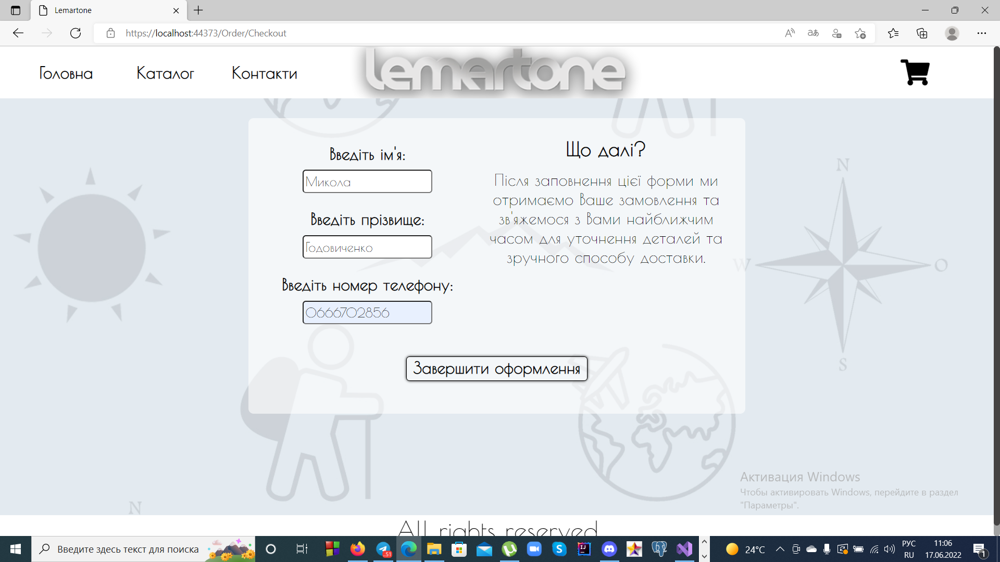 Lemartone
https://localhost:44373/Order/Checkout
Головна
Каталог
Контакти
lemartone
Введіть ім'я:
Микола
Введіть прізвище:
Годовиченко
Введіть номер телефону:
0666702856
Що далі?
Після заповнення цієї форми ми
отримаємо Ваше замовлення та
зв'яжемося з Вами найближчим
часом для уточнення деталей та
зручного способу доставки.
Завершити оформлення
N
W
O
S
N
Активация Windows
Чтобы активировать Windows, перейдите в раздел
"Параметры".
All rights reserved
Введите здесь текст для поиска
..51
24°C
РУС
RU
11:06
17.06.2022
1